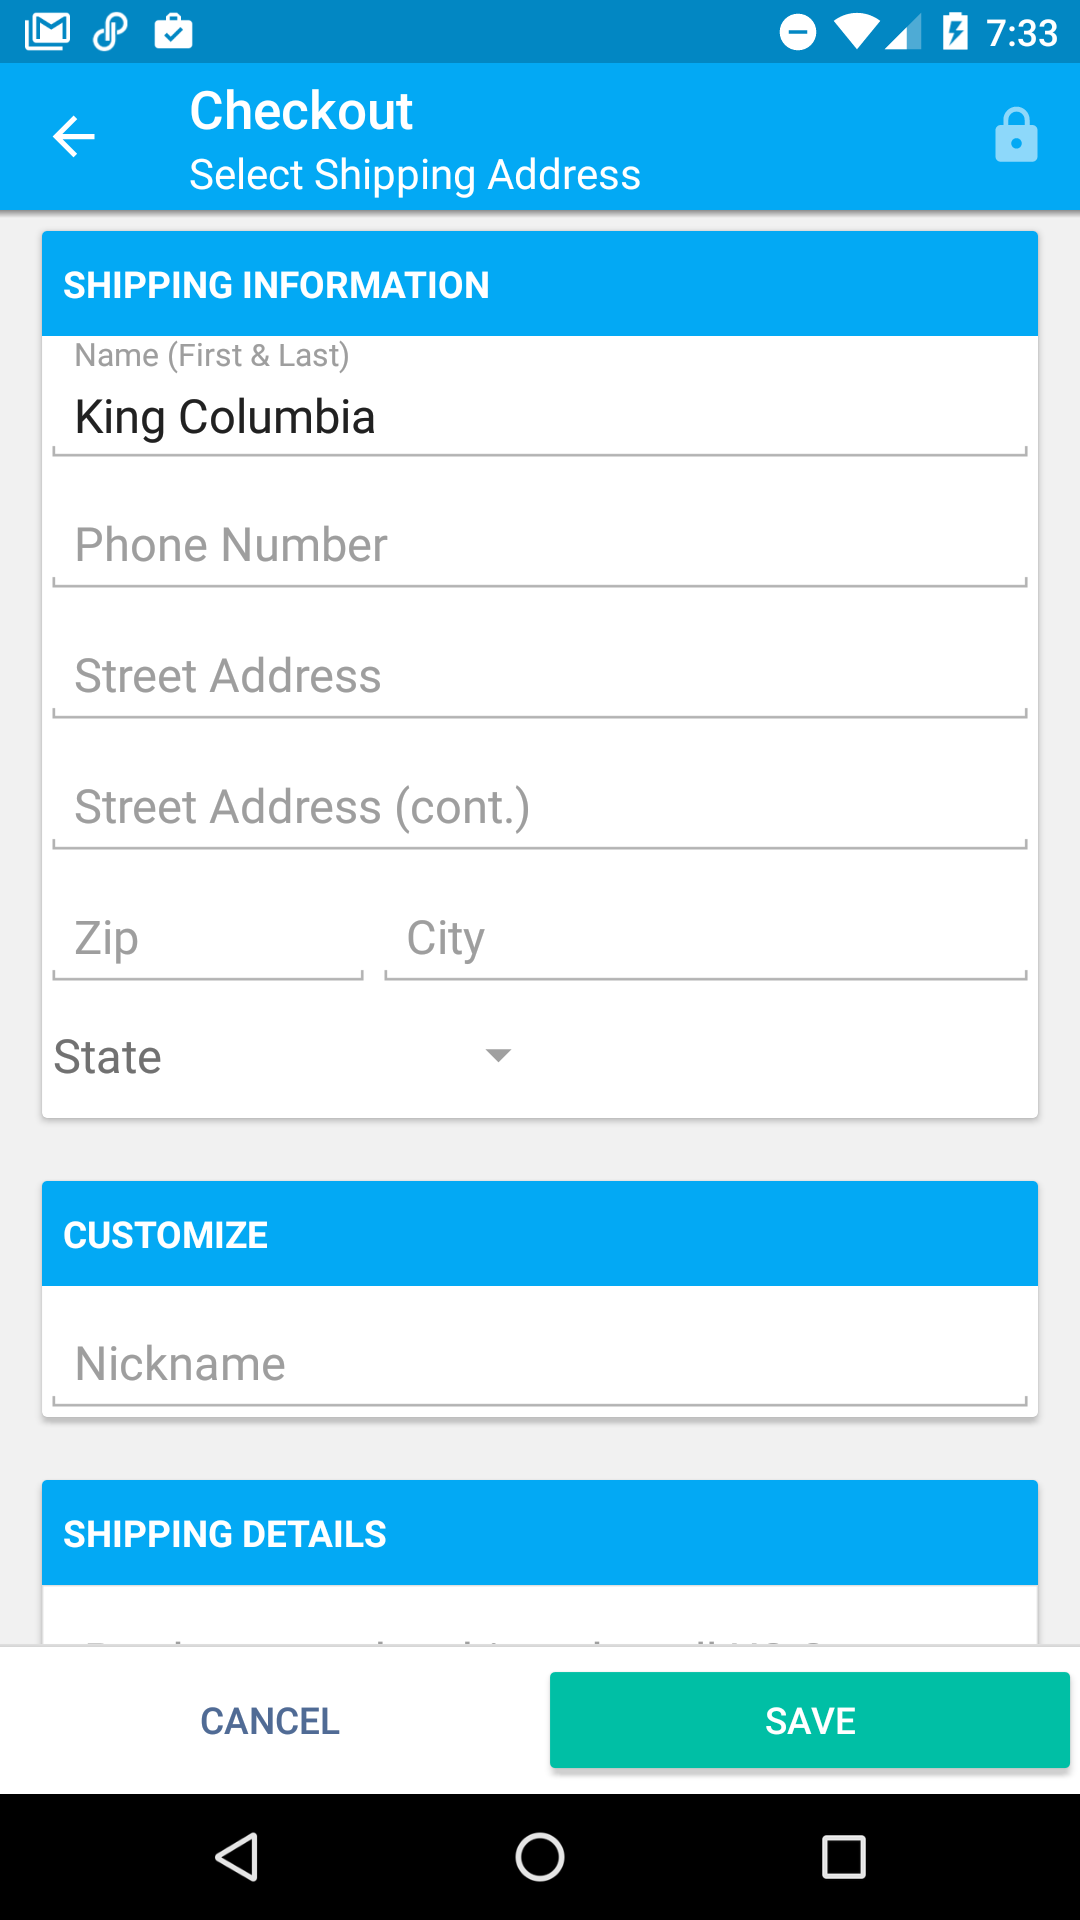 7:33
Checkout
Select Shipping Address
SHIPPING INFORMATION
Name (First & Last)
King Columbia
Phone Number
Street Address
Street Address (cont.)
Zip City
State
CUSTOMIZE
Nickname
SHIPPING DETAILS
CANCEL SAVE